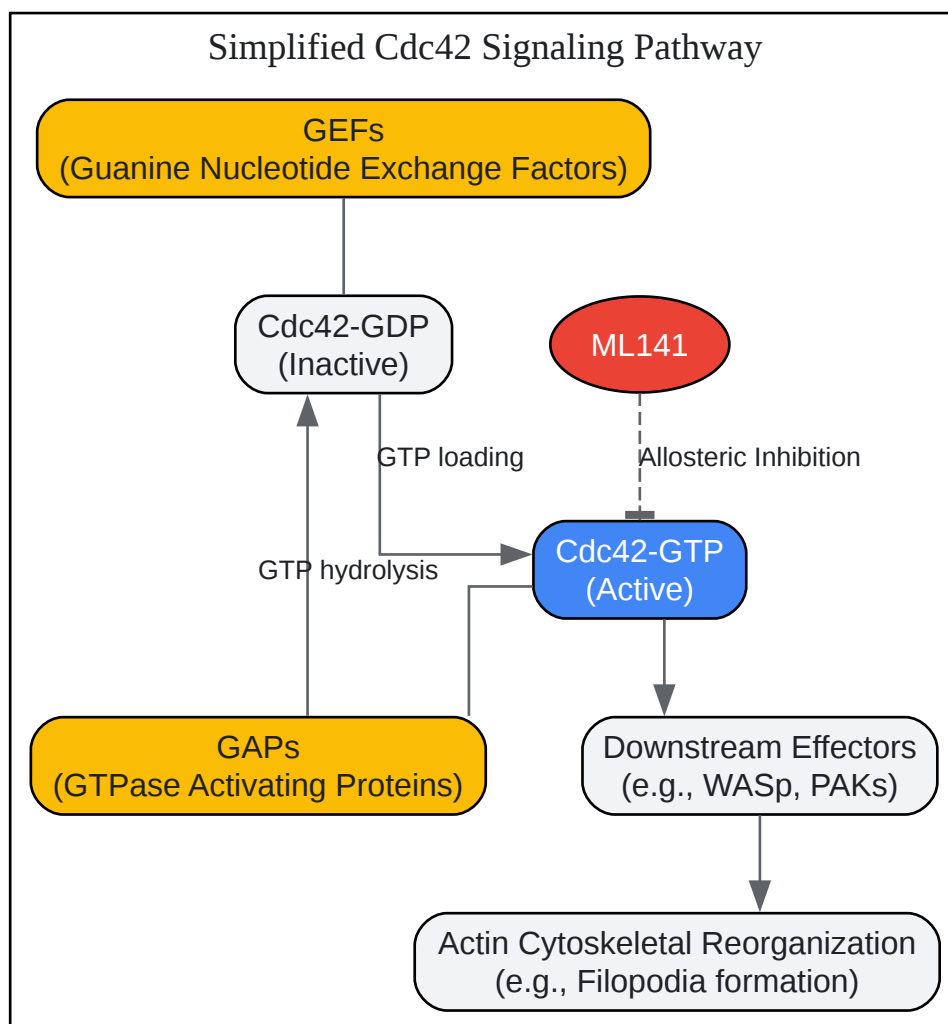 Simplified Cdc42 Signaling Pathway
GEFs
(Guanine Nucleotide Exchange Factors)
Cdc42-GDP
(Inactive)
ML141
GTP loading
Allosteric Inhibition
Cdc42-GTP
(Active)
GTP hydrolysis
GAPs
(GTPase Activating Proteins)
Downstream Effectors
(e.g., WASp, PAKs)
Actin Cytoskeletal Reorganization
(e.g., Filopodia formation)